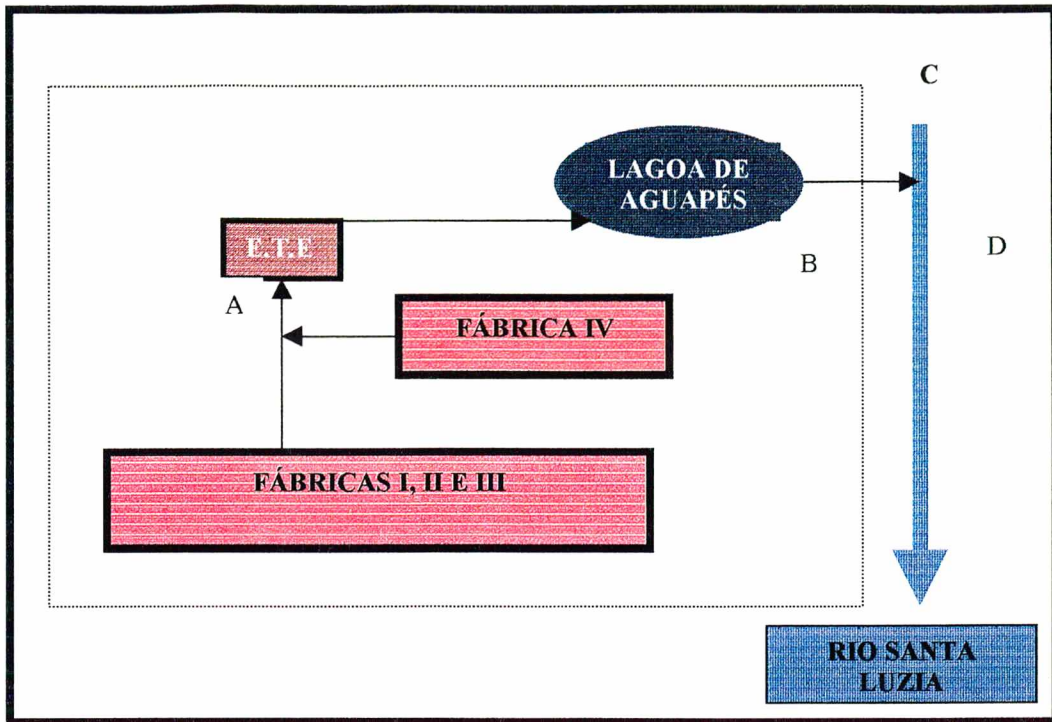 C
LAGOA DE
AGUAPÉS
E.T.E
D
B
A
FÁBRICA IV
FÁBRICAS I, II E III
RIO SANTA
LUZIA